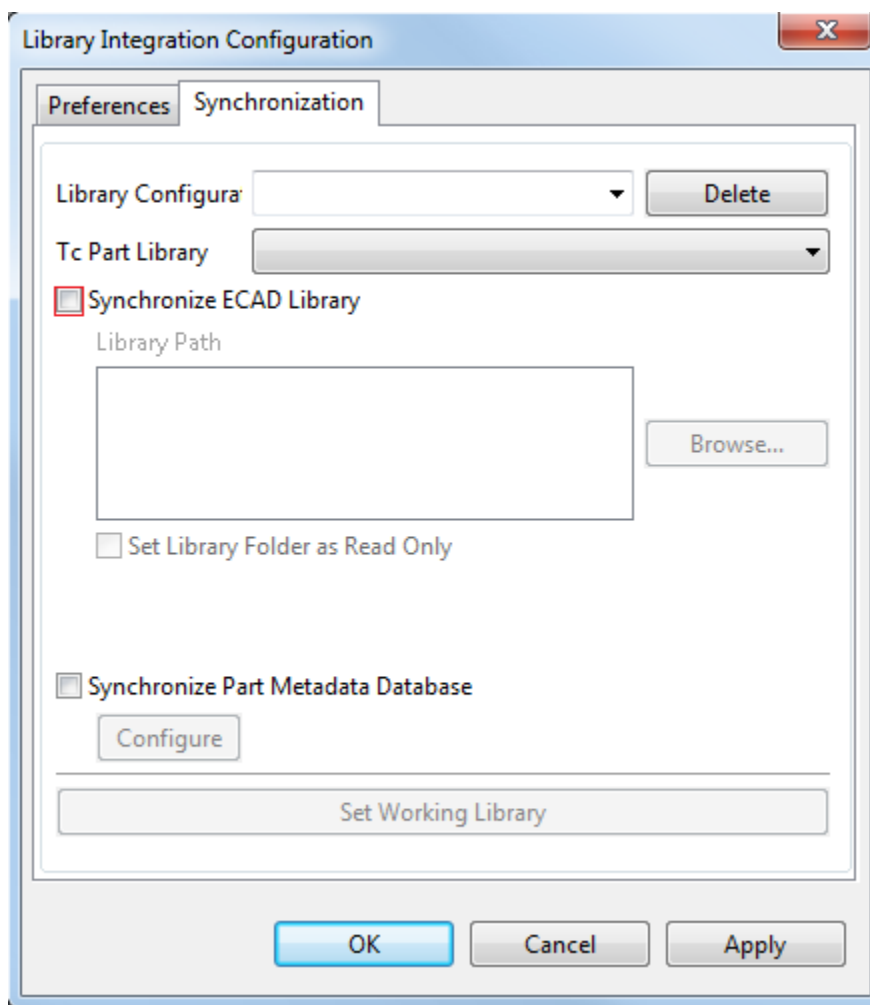 Library Integration Configuration
Preferences
Synchronization
Library Configurat
Delete
Tc Part Library
Synchronize ECAD Library
Library Path
Browse...
Set Library Folder as Read Only
Synchronize Part Metadata Database
Configure
Set Working Library
OK
Cancel
Apply